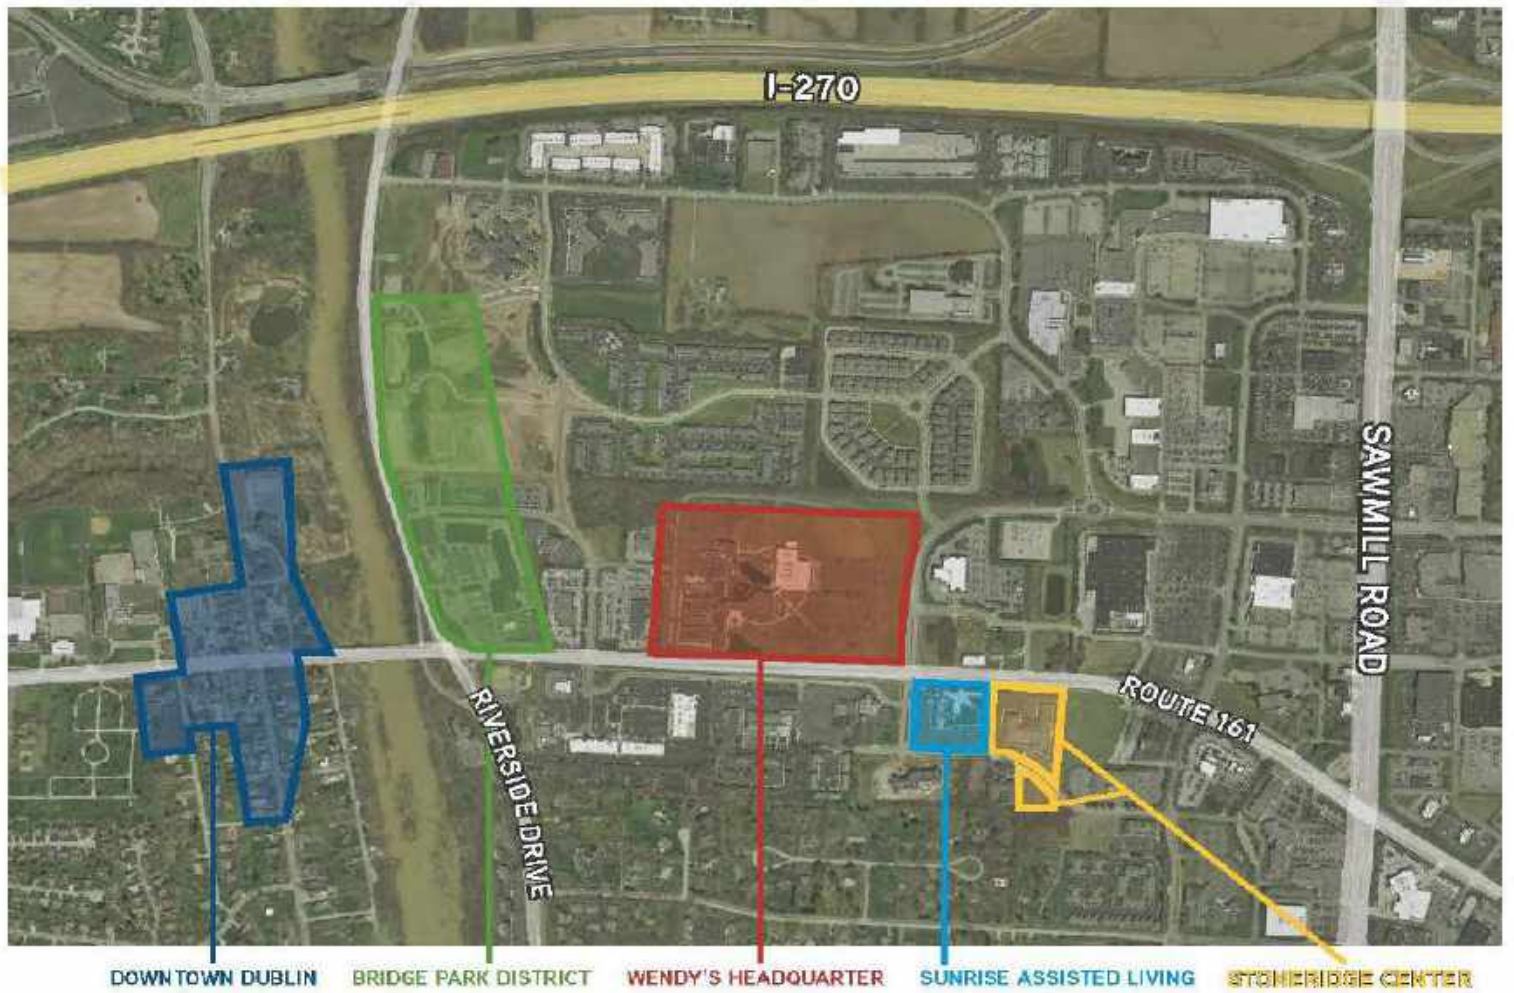 I-270
SAWMILL ROAD
ROUTE 161
RIVERSIDE DRIVE
DOWNTOWN DUBLIN
BRIDGE PARK DISTRICT
WENDY'S HEADQUARTER
SUNRISE ASSISTED LIVING
STONERIDGE CENTER